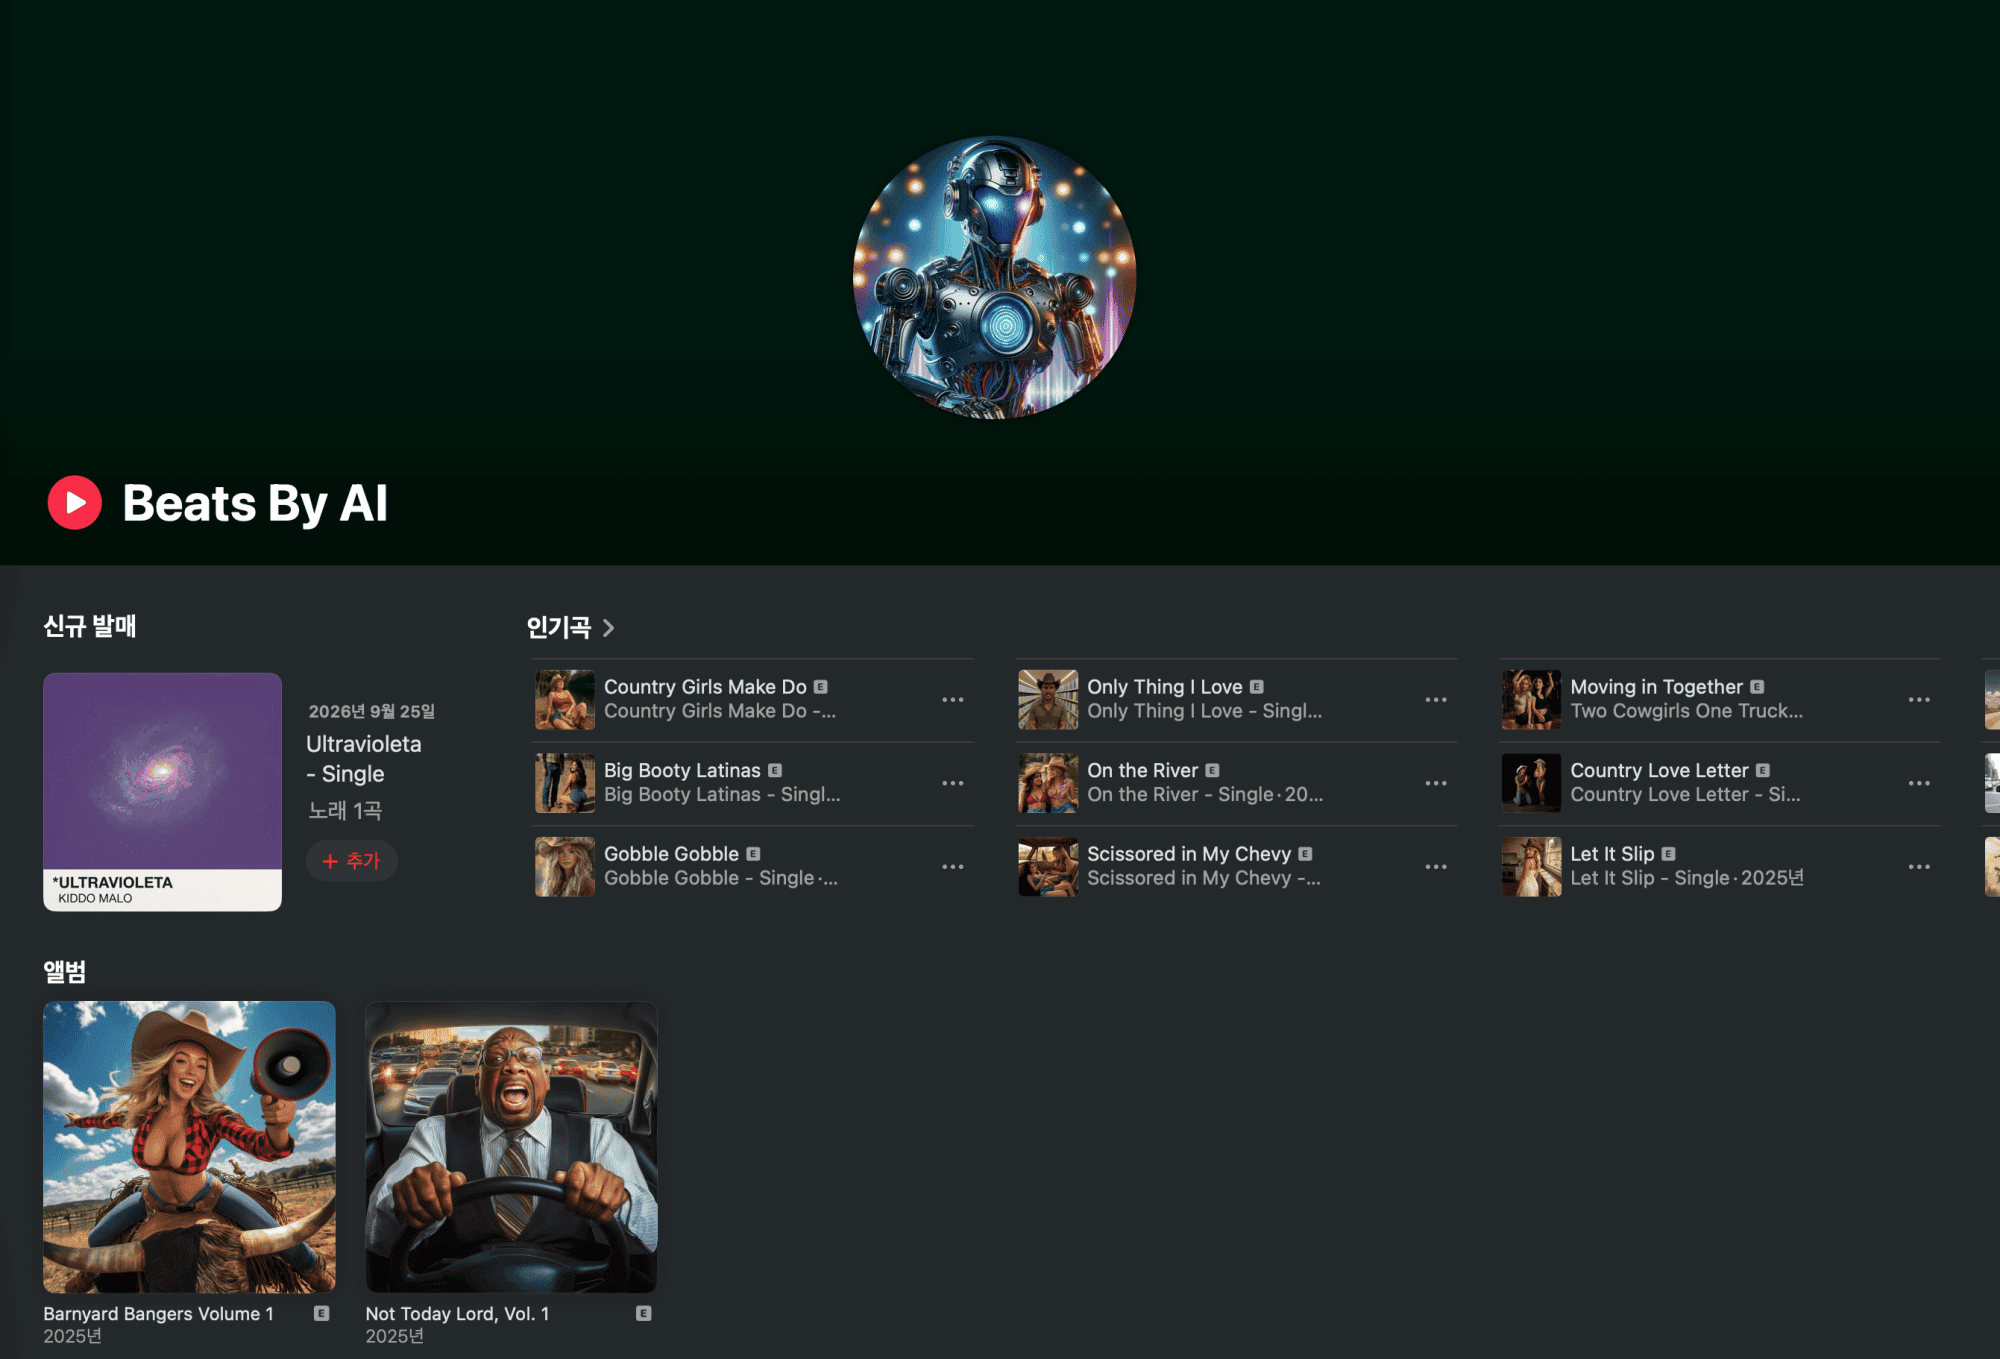 Beats By AI
신규 발매
2026년 9월 25일
Ultravioleta
- Single
노래 1곡
+ 추가
*ULTRAVIOLETA
KIDDO MALO
인기곡
Country Girls Make Do E
Country Girls Make Do -...
Big Booty Latinas E
Big Booty Latinas - Singl...
Gobble Gobble E
Gobble Gobble - Single·...
Only Thing I Love E
Only Thing I Love - Singl...
On the River E
On the River - Single·20...
Scissored in My Chevy E
Scissored in My Chevy -...
Moving in Together E
Two Cowgirls One Truck...
Country Love Letter E
Country Love Letter - Si...
Let It Slip E
Let It Slip - Single·2025년
앨범
Barnyard Bangers Volume 1 E
2025년
Not Today Lord, Vol. 1 E
2025년